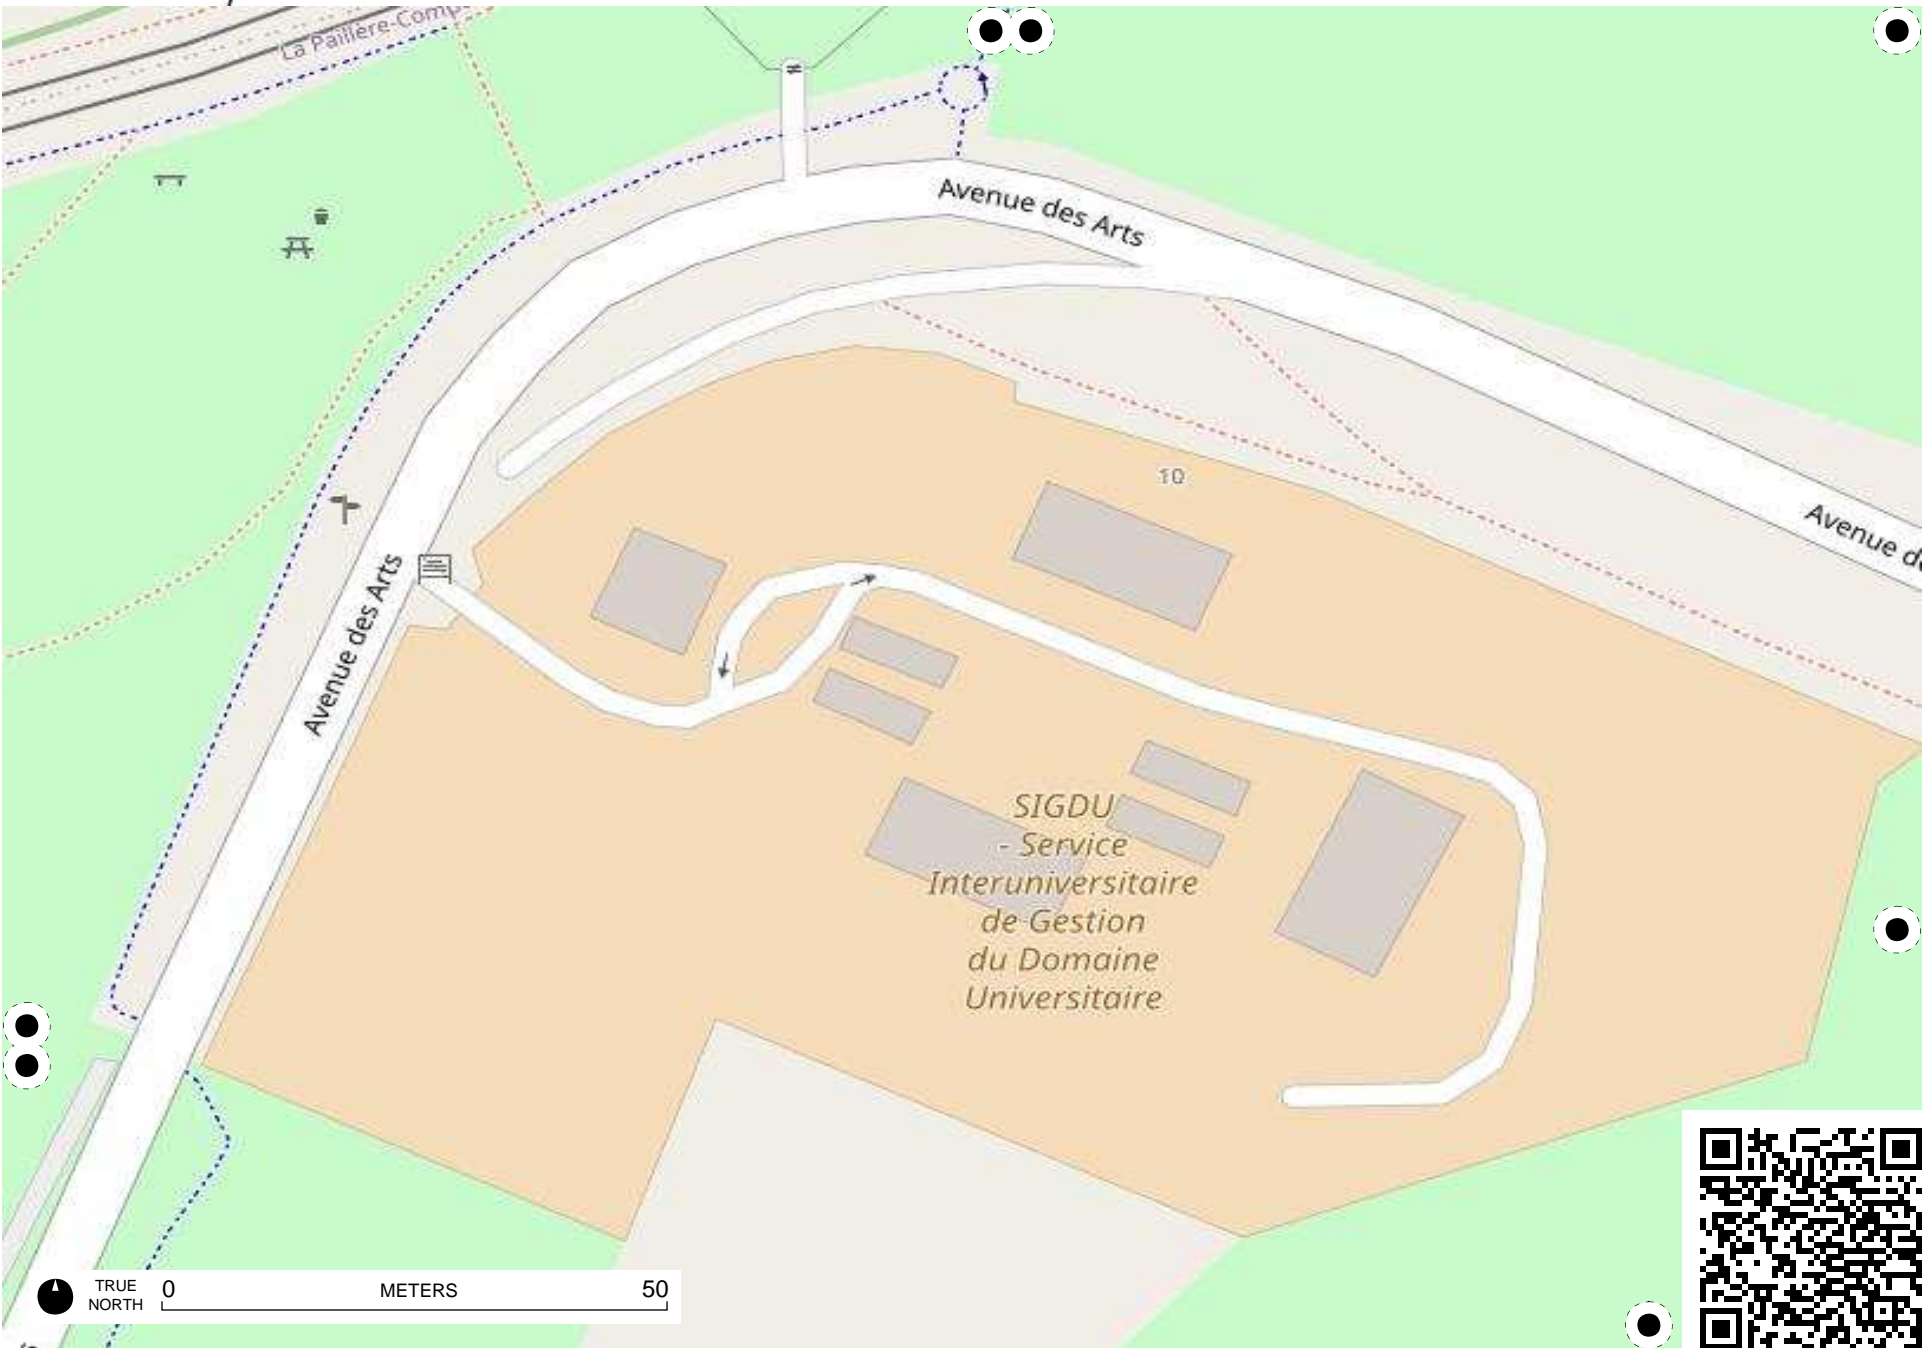 La Paillère-Comp
Avenue des Arts
10
Avenue d
Avenue des Arts
SIGDU
- Service
Interuniversitaire
de Gestion
du Domaine
Universitaire
TRUE
NORTH
0 METERS 50